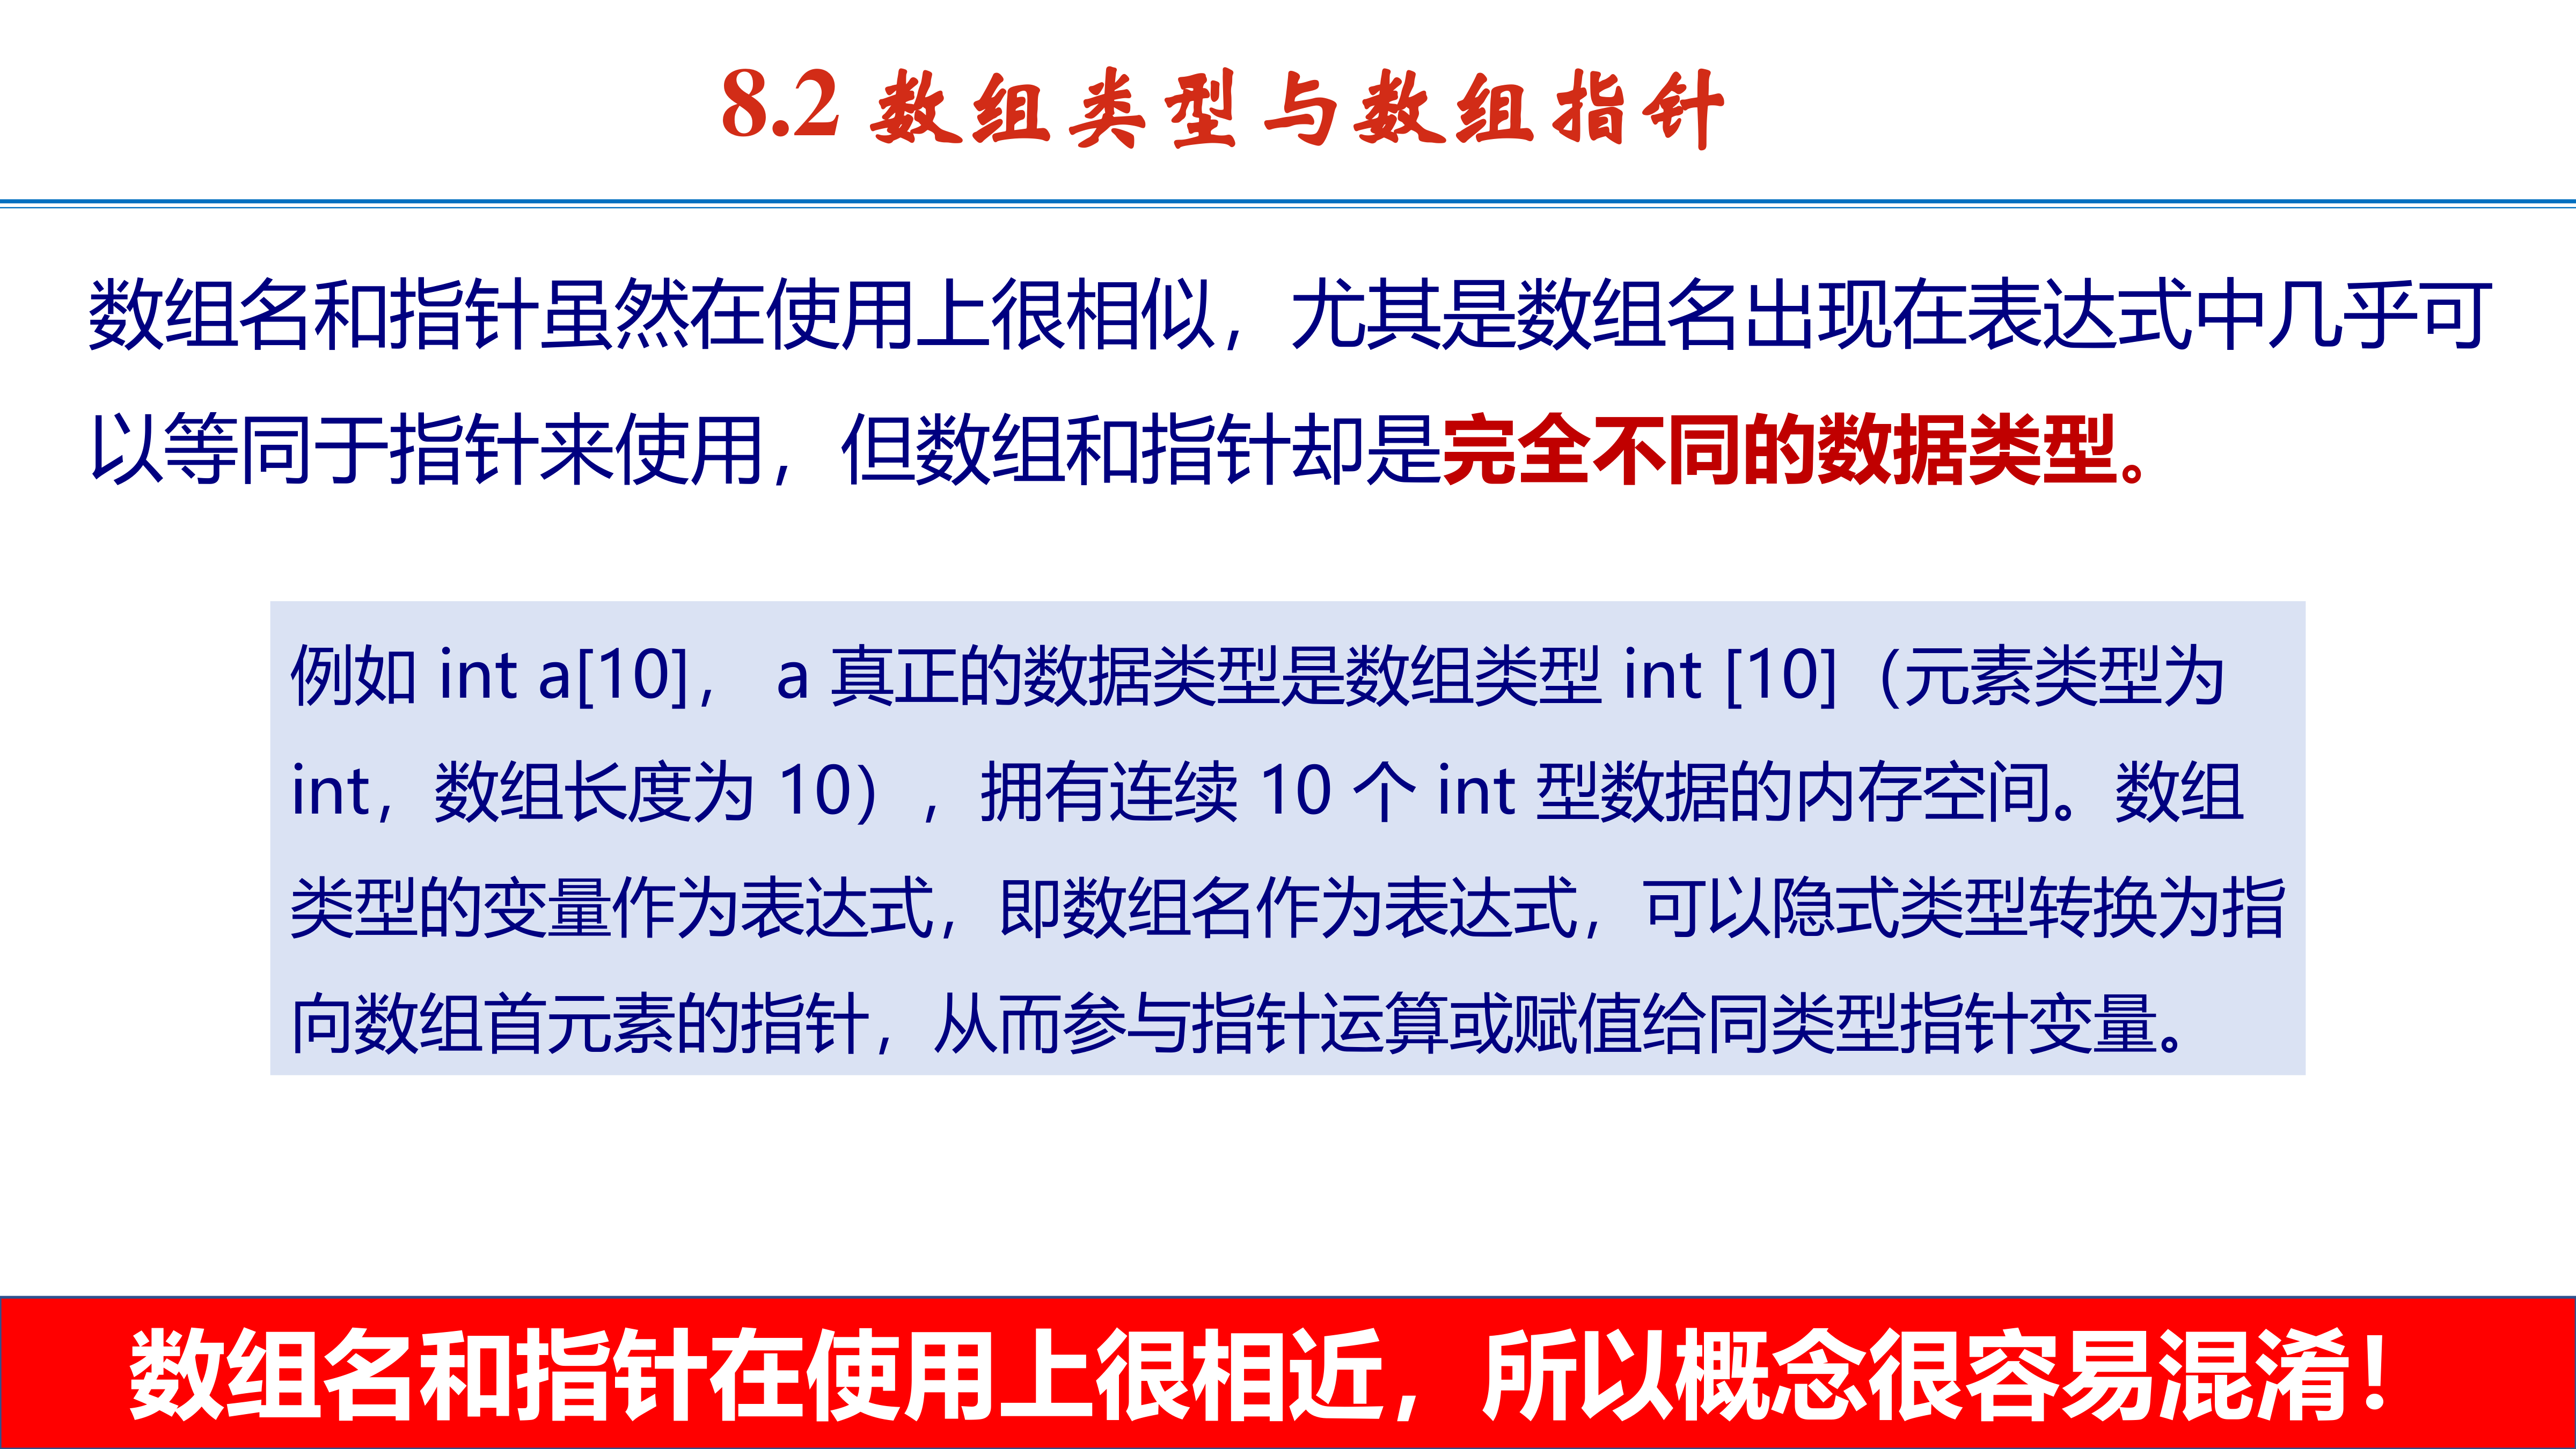 8.2 数组类型与数组指针
数组名和指针虽然在使用上很相似，尤其是数组名出现在表达式中几乎可
以等同于指针来使用，但数组和指针却是完全不同的数据类型。
例如 int a[10]， a 真正的数据类型是数组类型 int [10]（元素类型为
int，数组长度为 10），拥有连续 10 个 int 型数据的内存空间。数组
类型的变量作为表达式，即数组名作为表达式，可以隐式类型转换为指
向数组首元素的指针，从而参与指针运算或赋值给同类型指针变量。
数组名和指针在使用上很相近，所以概念很容易混淆！